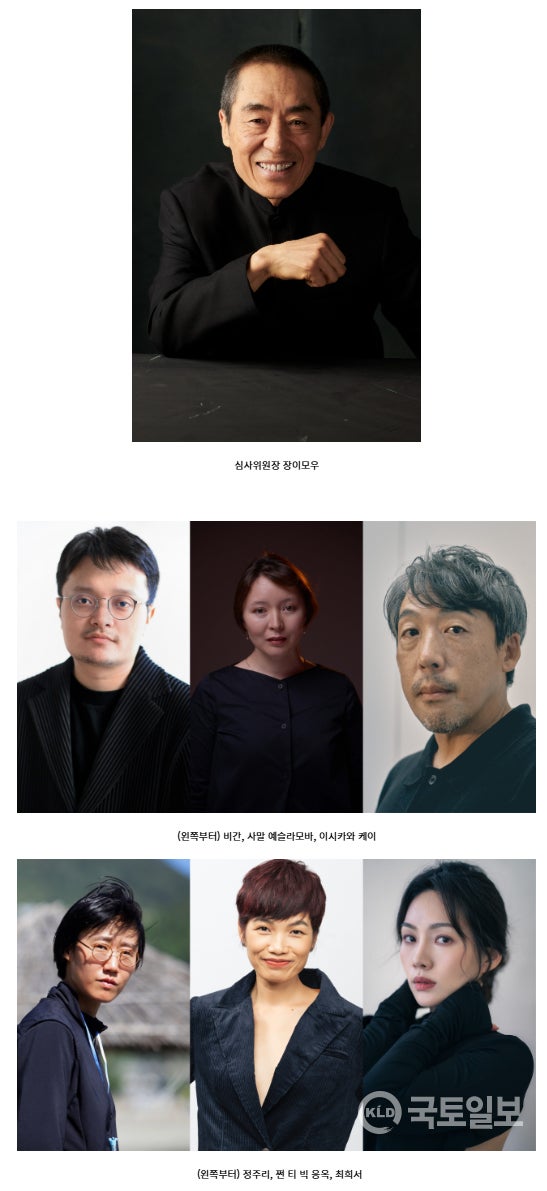 심사위원장 장이모우
(왼쪽부터) 비간, 사말 예슬랴모바, 이시카와 케이
KLD 국토일보
(왼쪽부터) 정주리, 쩐 티 빅 응옥, 최희서